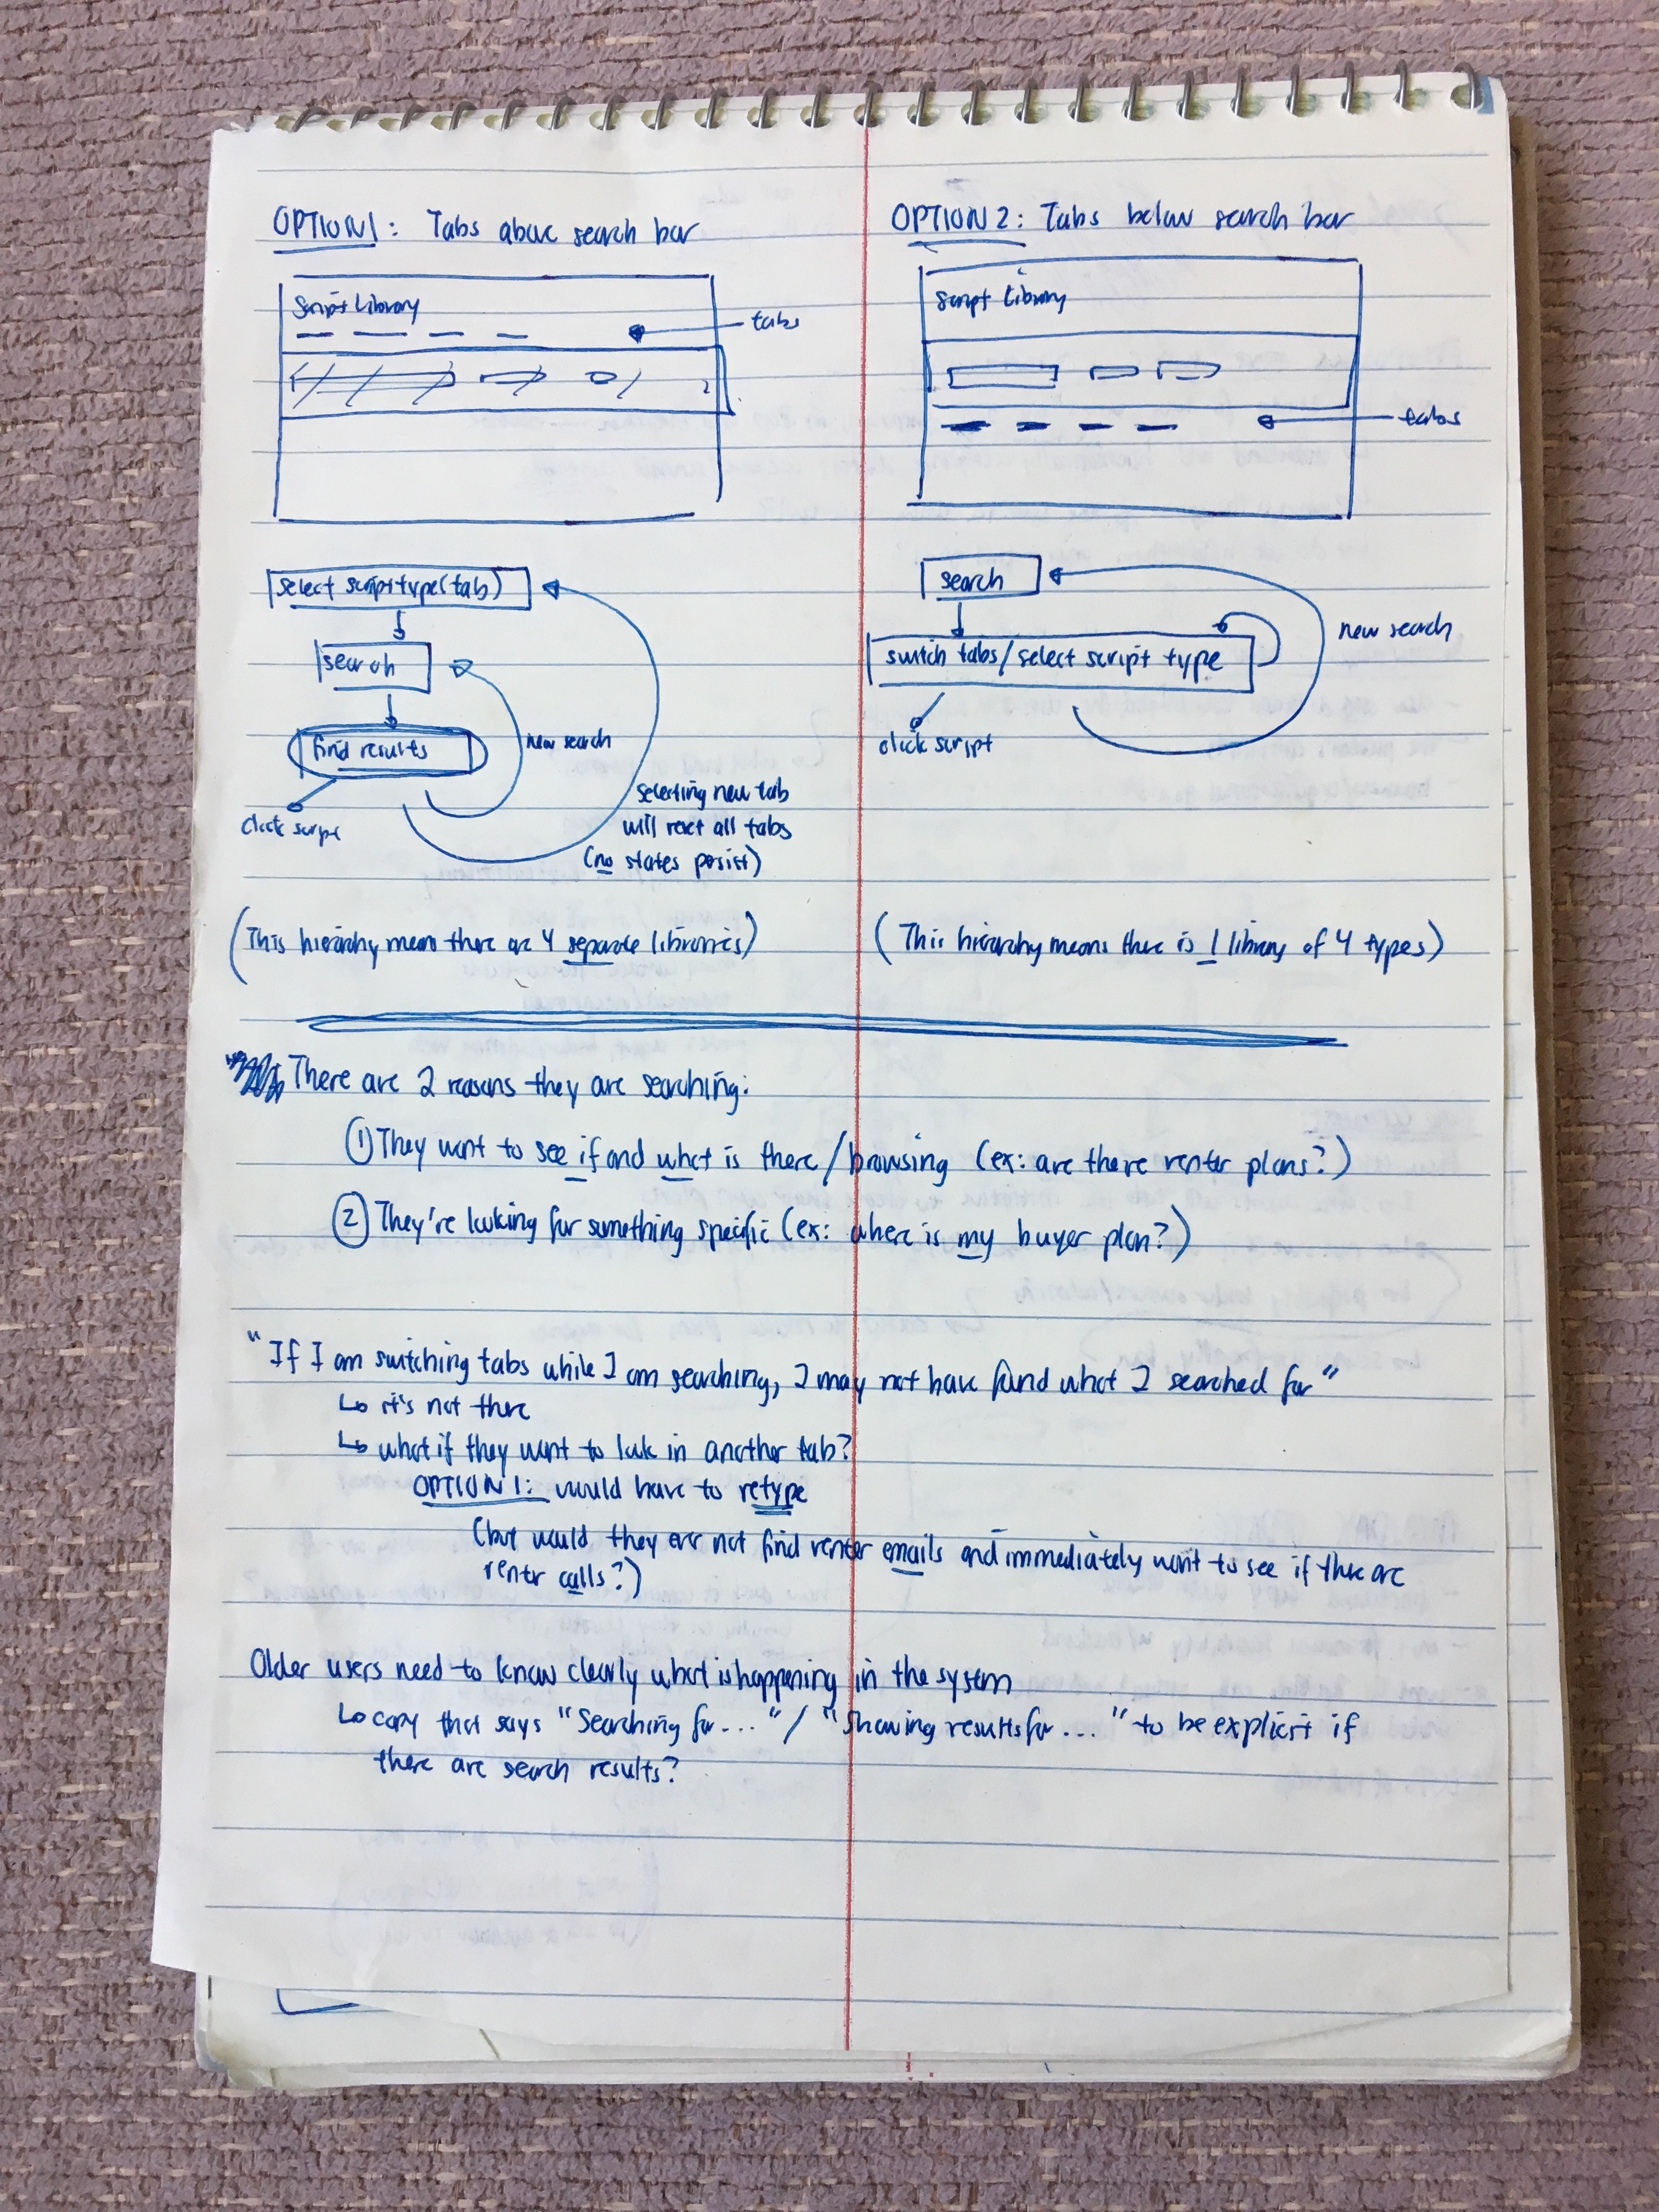 OPTION 1: Tabs above search bar
Script Library
tabs
select script type (tab)
search
find results
click script
new search
selecting new tab
will reset all tabs
(no states persist)
(This hierarchy means there are 4 separate libraries)
OPTION 2: Tabs below search bar
Script Library
tabs
search
switch tabs/select script type
new search
click script
(This hierarchy means there is 1 library of 4 types)
There are 2 reasons they are searching:
① They want to see if and what is there/browsing (ex: are there renter plans?)
② They're looking for something specific (ex: where is my buyer plan?)
"If I am switching tabs while I am searching, I may not have found what I searched for"
↳ it's not there
↳ what if they want to look in another tab?
OPTION 1: would have to retype
(but would they ever not find renter emails and immediately want to see if there are
renter calls?)
Older users need to know clearly what is happening in the system
↳ copy that says "Searching for..." / "Showing results for..." to be explicit if
there are search results?